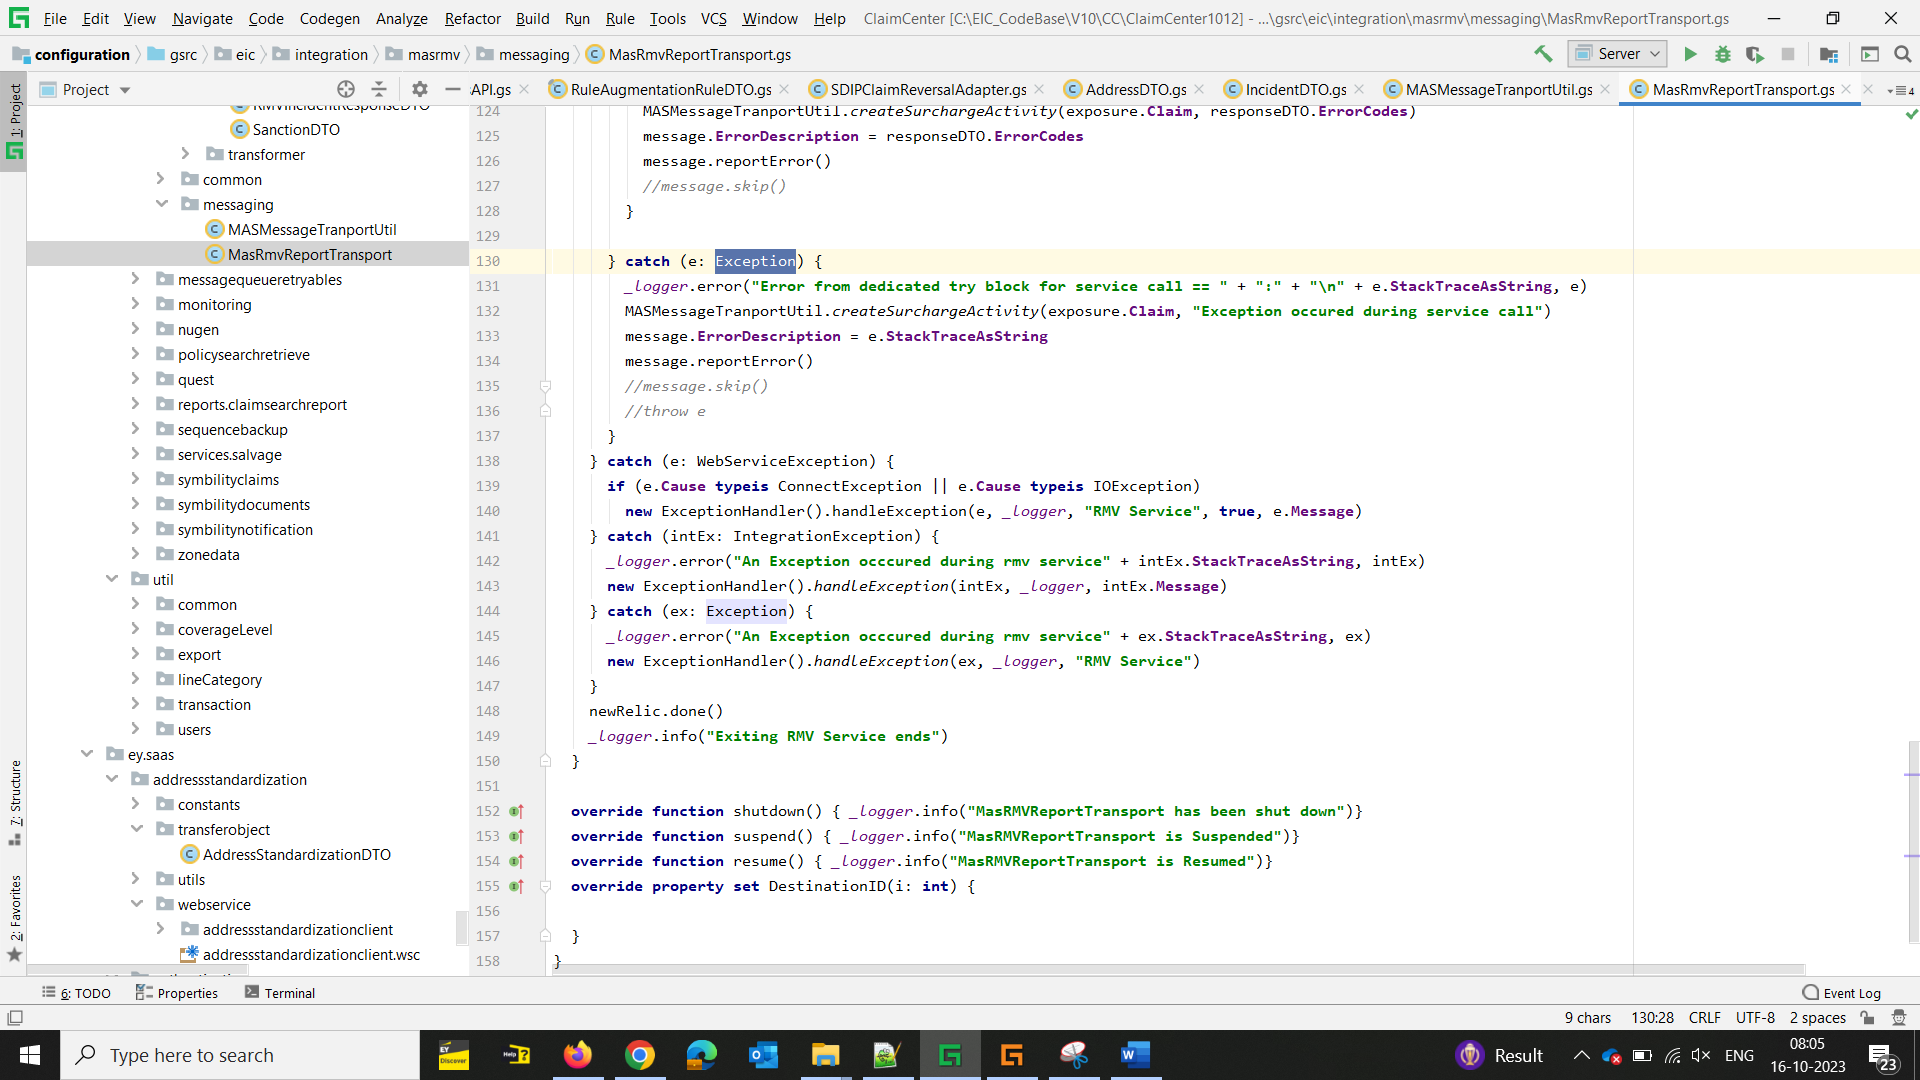 File Edit View Navigate Code Codegen Analyze Refactor Build Run Rule Tools VCS Window Help ClaimCenter [C:\EIC_CodeBase\V10\CC\ClaimCenter1012] - ...\gsrc\eic\integration\masrmv\messaging\MasRmvReportTransport.gs
configuration gsrc eic integration masrmv messaging MasRmvReportTransport.gs Server
Project API.gs RuleAugmentationRuleDTO.gs SDIPClaimReversalAdapter.gs AddressDTO.gs IncidentDTO.gs MASMessageTranportUtil.gs MasRmvReportTransport.gs 4
1: Project
7: Structure
2: Favorites
RMVIncidentResponseDTO
SanctionDTO
transformer
common
messaging
MASMessageTranportUtil
MasRmvReportTransport
messagequeueretryables
monitoring
nugen
policysearchretrieve
quest
reports.claimsearchreport
sequencebackup
services.salvage
symbilityclaims
symbilitydocuments
symbilitynotification
zonedata
util
common
coverageLevel
export
lineCategory
transaction
users
ey.saas
addressstandardization
constants
transferobject
AddressStandardizationDTO
utils
webservice
addressstandardizationclient
addressstandardizationclient.wsc
124 MASMessageTranportUtil.createSurchargeActivity(exposure.Claim, responseDTO.ErrorCodes)
125 message.ErrorDescription = responseDTO.ErrorCodes
126 message.reportError()
127 //message.skip()
128 }
129
130 } catch (e: Exception) {
131 _logger.error("Error from dedicated try block for service call == " + ":" + "\n" + e.StackTraceAsString, e)
132 MASMessageTranportUtil.createSurchargeActivity(exposure.Claim, "Exception occured during service call")
133 message.ErrorDescription = e.StackTraceAsString
134 message.reportError()
135 //message.skip()
136 //throw e
137 }
138 } catch (e: WebServiceException) {
139 if (e.Cause typeis ConnectException || e.Cause typeis IOException)
140 new ExceptionHandler().handleException(e, _logger, "RMV Service", true, e.Message)
141 } catch (intEx: IntegrationException) {
142 _logger.error("An Exception occcured during rmv service" + intEx.StackTraceAsString, intEx)
143 new ExceptionHandler().handleException(intEx, _logger, intEx.Message)
144 } catch (ex: Exception) {
145 _logger.error("An Exception occcured during rmv service" + ex.StackTraceAsString, ex)
146 new ExceptionHandler().handleException(ex, _logger, "RMV Service")
147 }
148 newRelic.done()
149 _logger.info("Exiting RMV Service ends")
150 }
151
152 override function shutdown() { _logger.info("MasRMVReportTransport has been shut down")}
153 override function suspend() { _logger.info("MasRMVReportTransport is Suspended")}
154 override function resume() { _logger.info("MasRMVReportTransport is Resumed")}
155 override property set DestinationID(i: int) {
156
157 }
158 }
6: TODO Properties Terminal Event Log
9 chars 130:28 CRLF UTF-8 2 spaces
Type here to search EY Discover Help ? Result ENG 08:05
16-10-2023 23